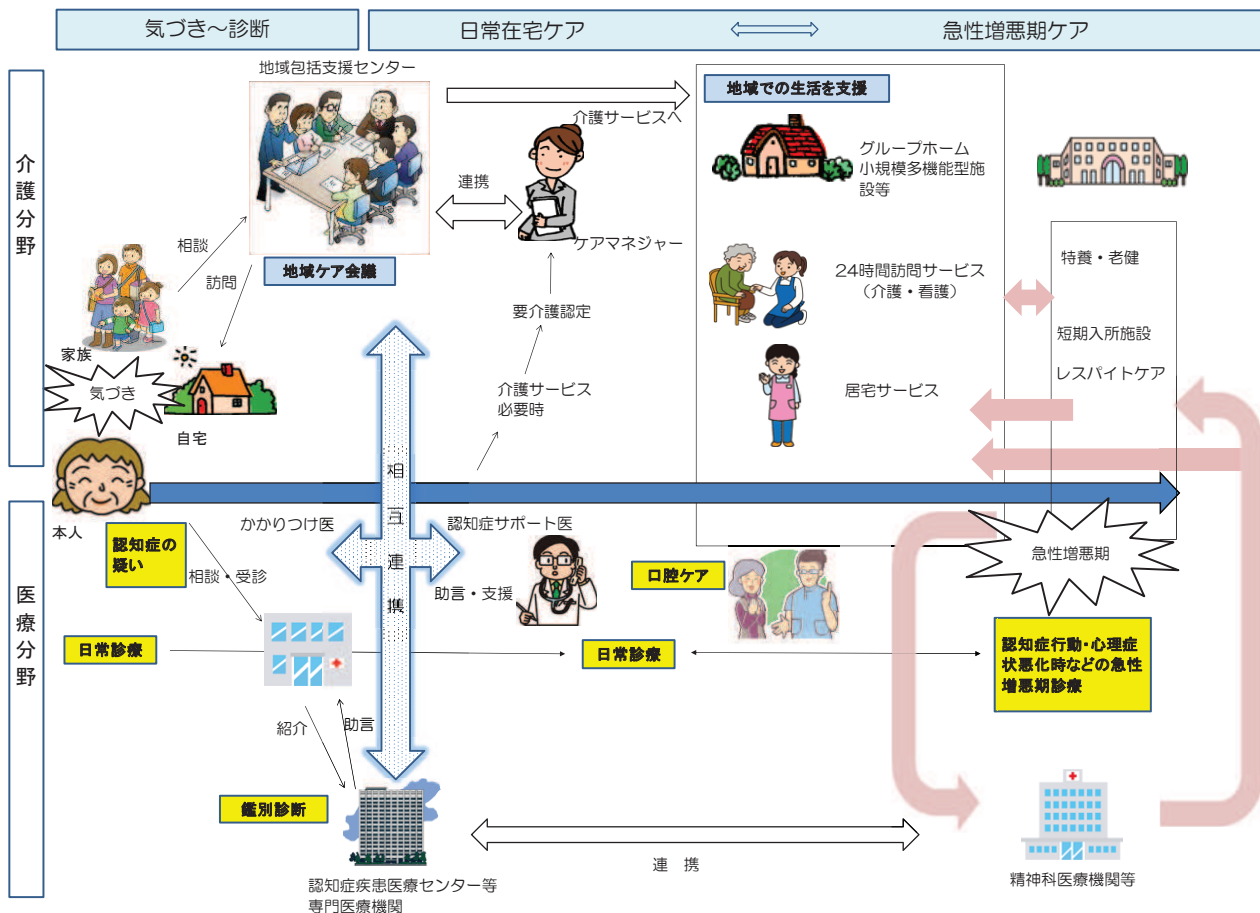 気づき～診断
日常在宅ケア
急性増悪期ケア
介護分野
地域包括支援センター
介護サービスへ
地域での生活を支援
グループホーム
小規模多機能型施
設等
連携
ケアマネジャー
相談
訪問
地域ケア会議
24時間訪問サービス
（介護・看護）
特養・老健
要介護認定
短期入所施設
レスパイトケア
家族
気づき
自宅
介護サービス
必要時
居宅サービス
本人
相互連携
医療分野
かかりつけ医
認知症サポート医
認知症の
疑い
相談・受診
助言・支援
口腔ケア
急性増悪期
日常診療
日常診療
認知症行動・心理症
状悪化時などの急性
増悪期診療
紹介
助言
鑑別診断
連 携
認知症疾患医療センター等
専門医療機関
精神科医療機関等